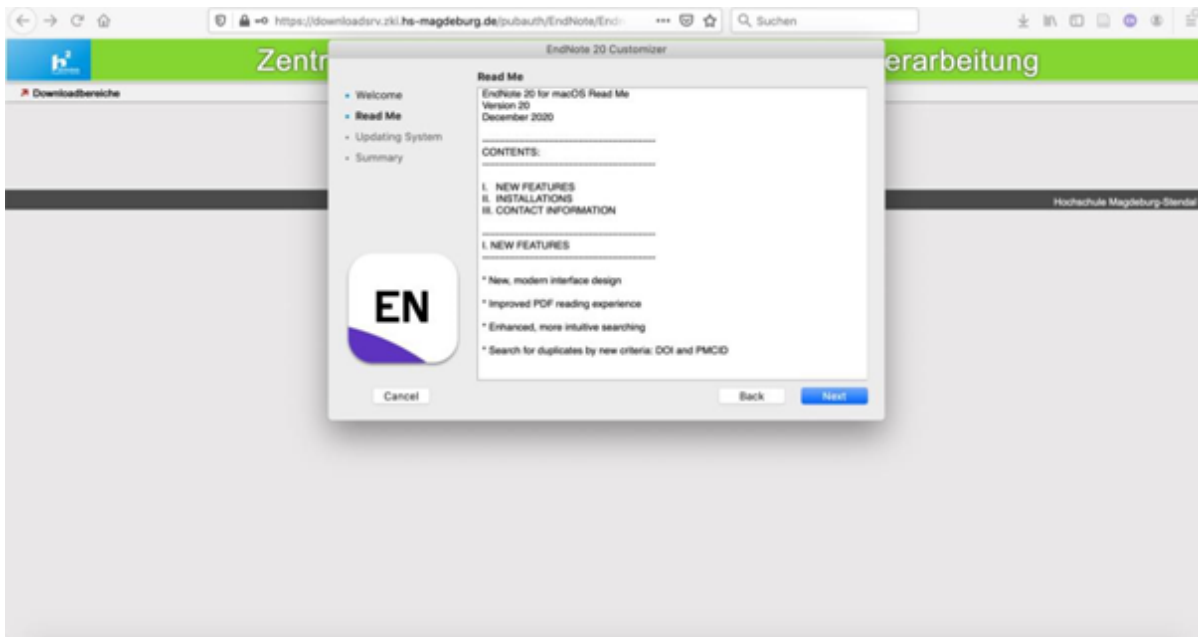 https://downloadsrv.zki.hs-magdeburg.de/pubauth/EndNote/End
Suchen
EndNote 20 Customizer
h²
Zentr
erarbeitung
Downloadbereiche
Welcome
Read Me
Updating System
Summary
Read Me
EndNote 20 for macOS Read Me
Version 20
December 2020
CONTENTS:
I. NEW FEATURES
II. INSTALLATIONS
III. CONTACT INFORMATION
I. NEW FEATURES
* New, modern interface design
* Improved PDF reading experience
* Enhanced, more intuitive searching
* Search for duplicates by new criteria: DOI and PMCID
Hochschule Magdeburg-Stendal
EN
Cancel
Back
Next